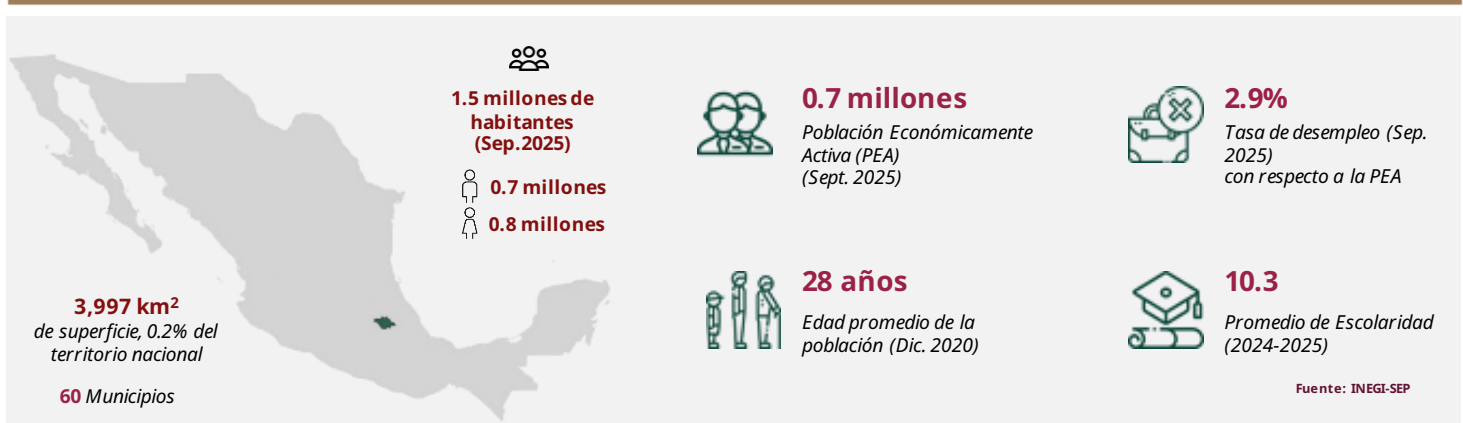 1.5 millones de
habitantes
(Sep.2025)
0.7 millones
0.8 millones
3,997 km²
de superficie, 0.2% del
territorio nacional
60 Municipios
0.7 millones
Población Económicamente
Activa (PEA)
(Sept. 2025)
2.9%
Tasa de desempleo (Sep.
2025)
con respecto a la PEA
28 años
Edad promedio de la
población (Dic. 2020)
10.3
Promedio de Escolaridad
(2024-2025)
Fuente: INEGI-SEP